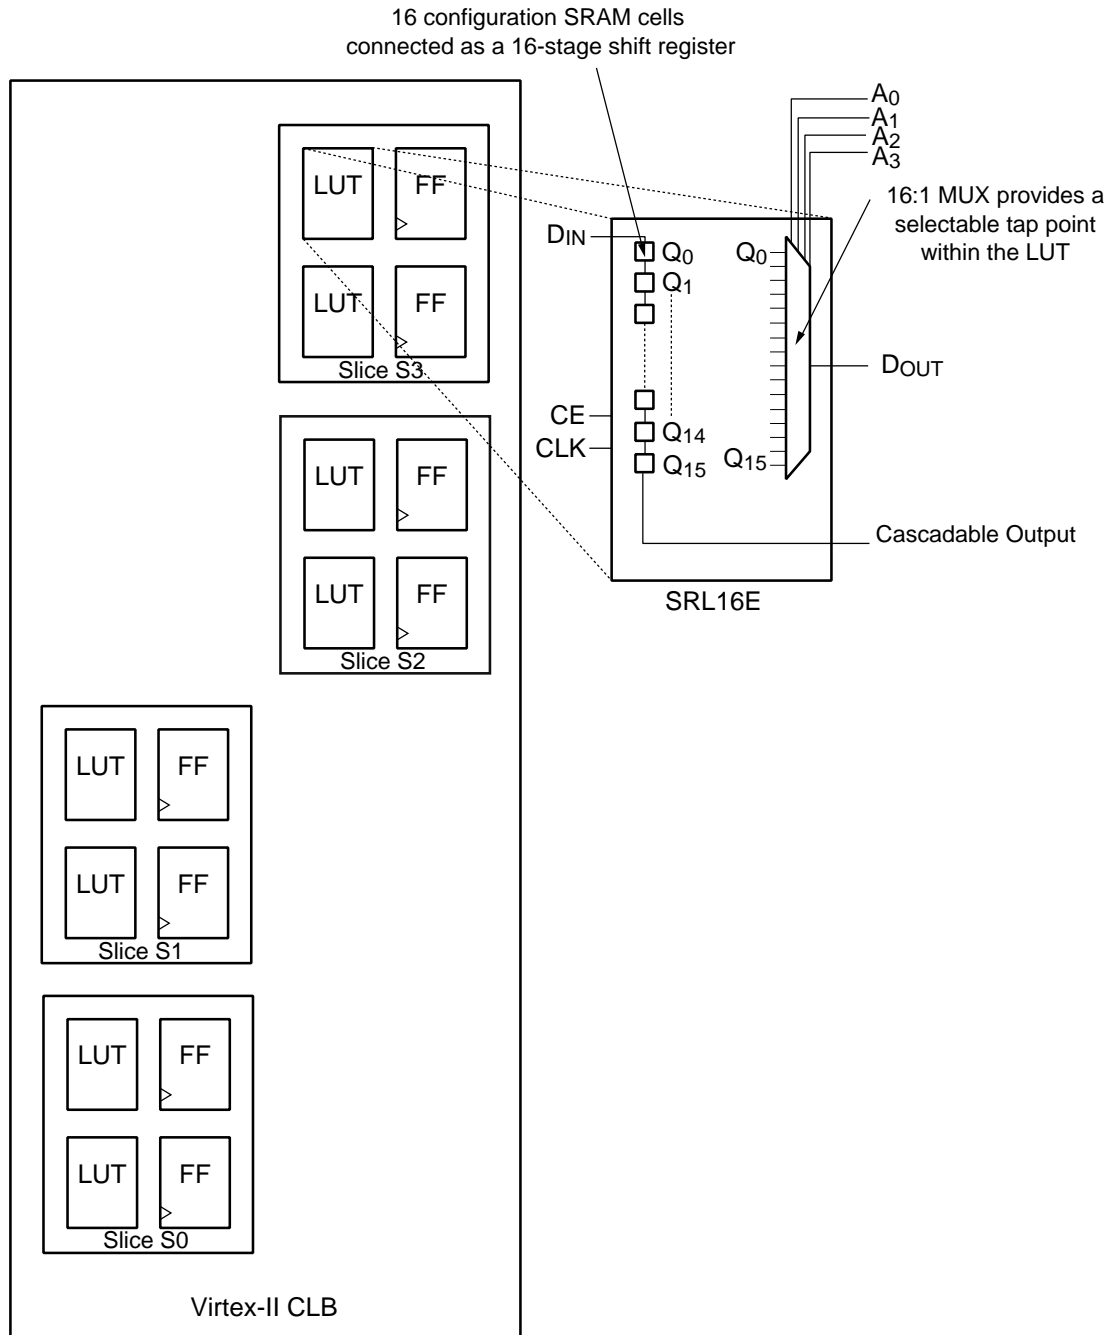 16 configuration SRAM cells
connected as a 16-stage shift register
A0
A1
A2
A3
16:1 MUX provides a
selectable tap point
within the LUT
LUT FF
LUT FF
Slice S3
DIN
Q0
Q1
Q14
Q15
CE
CLK
Q0
Q15
DOUT
Cascadable Output
SRL16E
LUT FF
LUT FF
Slice S2
LUT FF
LUT FF
Slice S1
LUT FF
LUT FF
Slice S0
Virtex-II CLB